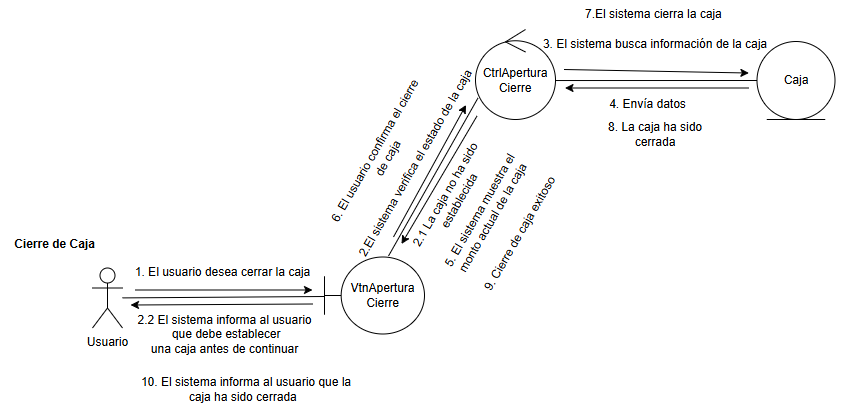 7.El sistema cierra la caja
3. El sistema busca información de la caja
CtrlApertura
Cierre
Caja
4. Envía datos
8. La caja ha sido
cerrada
6. El usuario confirma el cierre
de caja
2.El sistema verifica el estado de la caja
2.1 La caja no ha sido
establecida
5. El sistema muestra el
monto actual de la caja
9. Cierre de caja exitoso
Cierre de Caja
1. El usuario desea cerrar la caja
VtnApertura
Cierre
Usuario
2.2 El sistema informa al usuario
que debe establecer
una caja antes de continuar
10. El sistema informa al usuario que la
caja ha sido cerrada